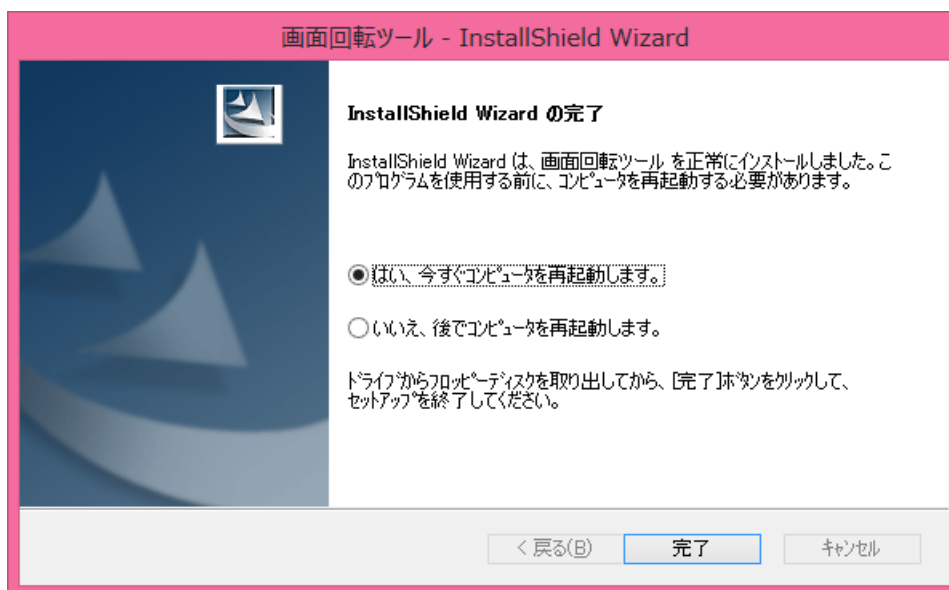 画面回転ツール - InstallShield Wizard
InstallShield Wizard の完了
InstallShield Wizard は、画面回転ツール を正常にインストールしました。こ
のプログラムを使用する前に、コンピュータを再起動する必要があります。
はい、今すぐコンピュータを再起動します。
いいえ、後でコンピュータを再起動します。
ドライブからフロッピーディスクを取り出してから、[完了]ボタンをクリックして、
セットアップを終了してください。
< 戻る(B)
完了
キャンセル